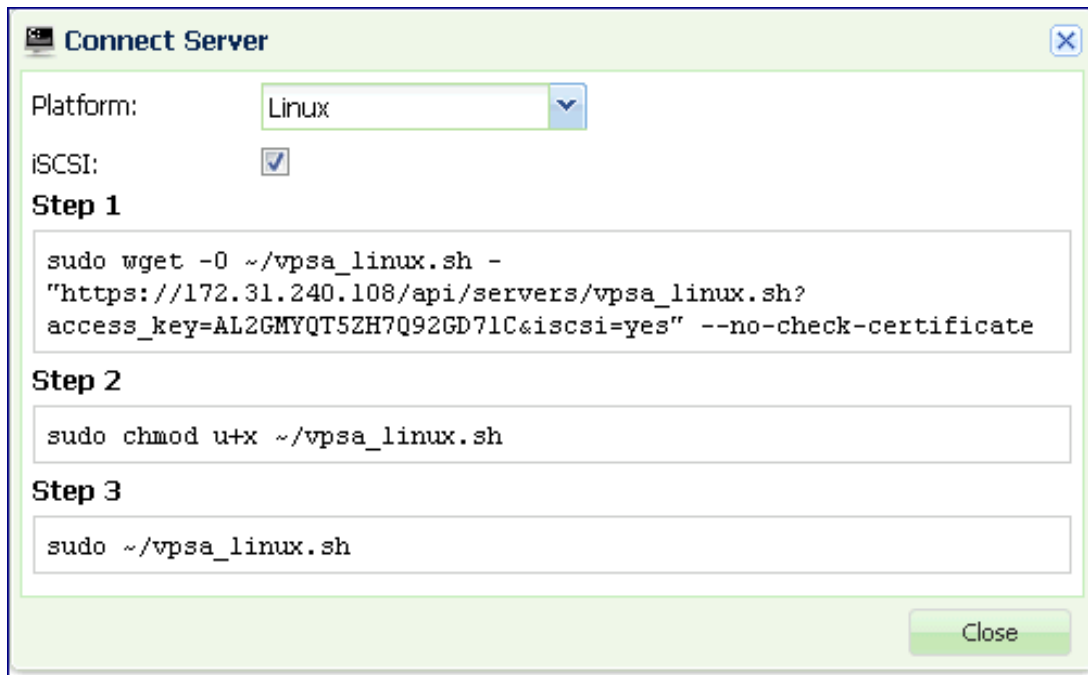 Connect Server
Platform:
Linux
iSCSI:
Step 1
sudo wget -O ~/vpsa_linux.sh -
"https://172.31.240.108/api/servers/vpsa_linux.sh?
access_key=AL2GMYQT5ZH7Q92GD7lC&iscsi=yes" --no-check-certificate
Step 2
sudo chmod u+x ~/vpsa_linux.sh
Step 3
sudo ~/vpsa_linux.sh
Close